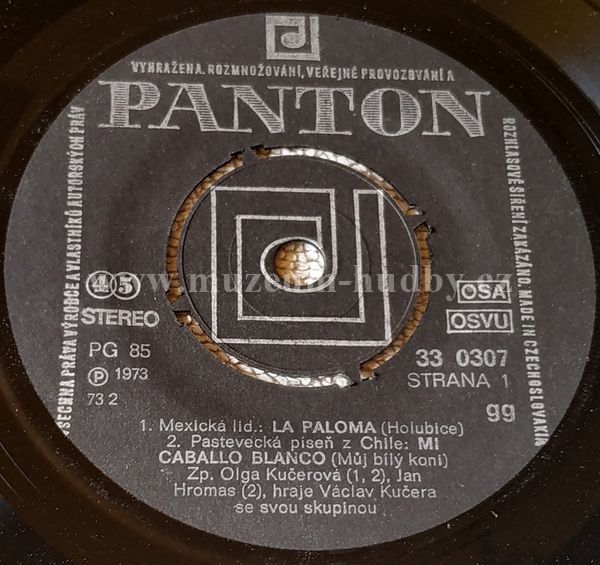 VYHRAŽENA. ROZMNOŽOVÁNÍ, VEŘEJNÉ PROVOZOVÁNÍ A
PANTON
VŠECHNA PRÁVA VÝROBCE A VLASTNÍKŮ AUTORSKÝCH PRÁV
ROZHLASOVÉ ŠÍŘENÍ ZAKÁZÁNO. MADE IN CZECHOSLOVAKIA
www.muzeum-hudby.cz
45
STEREO
PG 85
℗ 1973
73 2
OSA
OSVU
33 0307
STRANA 1
gg
1. Mexická lid.: LA PALOMA (Holubice)
2. Pastevecká píseň z Chile: MI
CABALLO BLANCO (Můj bílý koni)
Zp. Olga Kučerová (1, 2), Jan
Hromas (2), hraje Václav Kučera
se svou skupinou